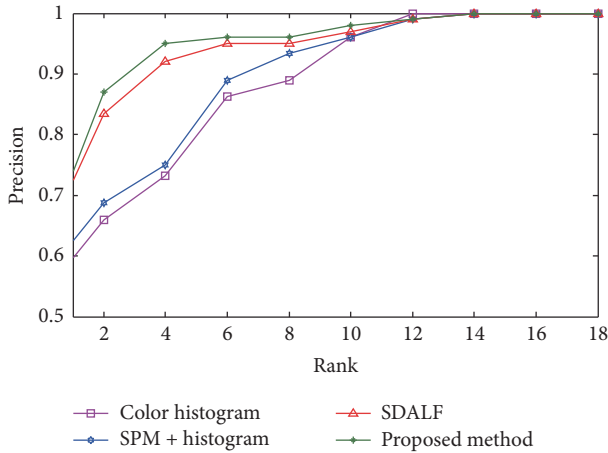 1
0.9
0.8
0.7
0.6
0.5
Precision
2 4 6 8 10 12 14 16 18
Rank
Color histogram SDALF
SPM + histogram Proposed method